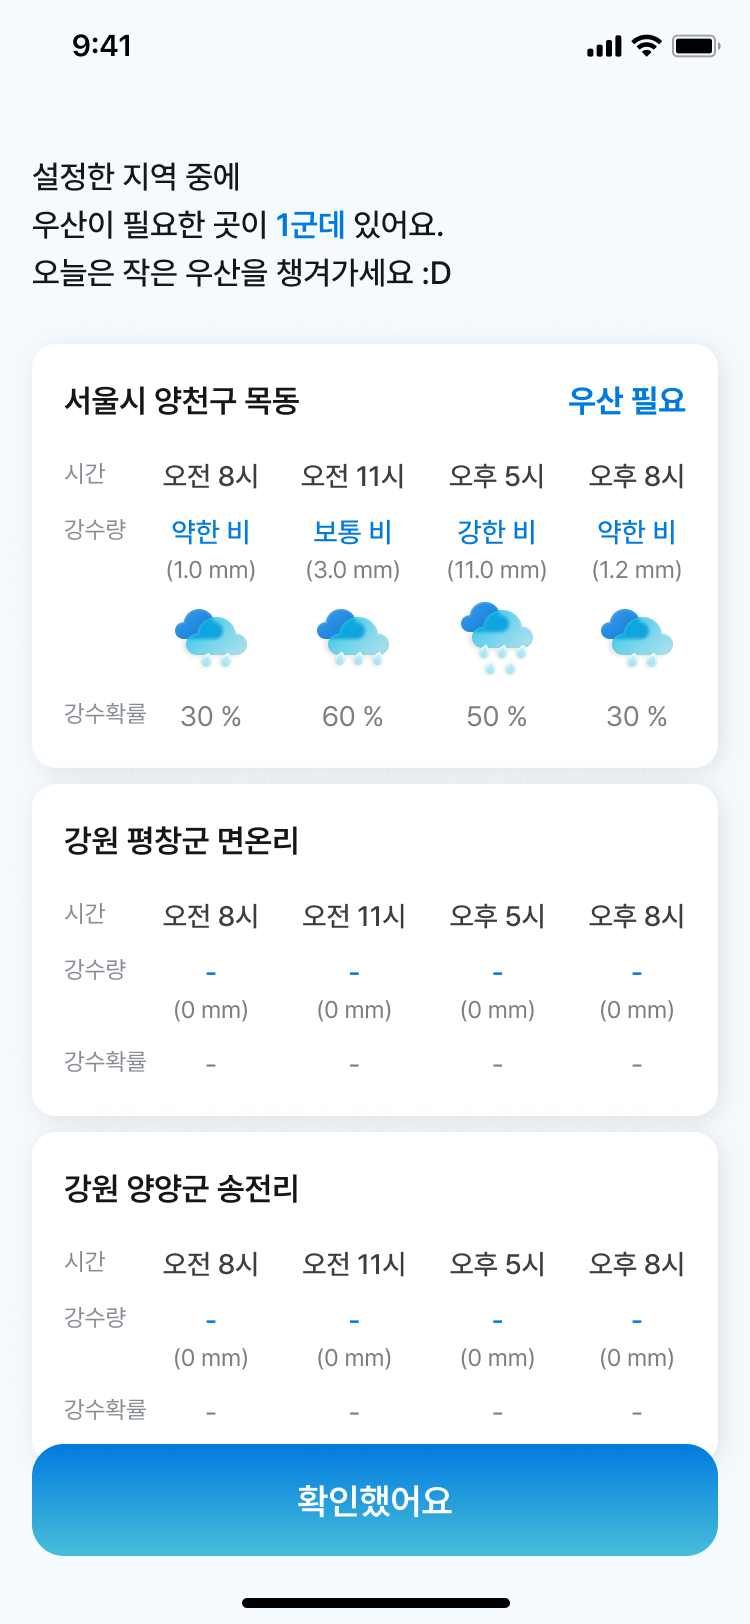 9:41
설정한 지역 중에
우산이 필요한 곳이 1군데 있어요.
오늘은 작은 우산을 챙겨가세요 :D
서울시 양천구 목동 우산 필요
시간 오전 8시 오전 11시 오후 5시 오후 8시
강수량 약한 비 보통 비 강한 비 약한 비
(1.0 mm) (3.0 mm) (11.0 mm) (1.2 mm)
강수확률 30 % 60 % 50 % 30 %
강원 평창군 면온리
시간 오전 8시 오전 11시 오후 5시 오후 8시
강수량 - - - -
(0 mm) (0 mm) (0 mm) (0 mm)
강수확률 - - - -
강원 양양군 송전리
시간 오전 8시 오전 11시 오후 5시 오후 8시
강수량 - - - -
(0 mm) (0 mm) (0 mm) (0 mm)
강수확률 - - - -
확인했어요